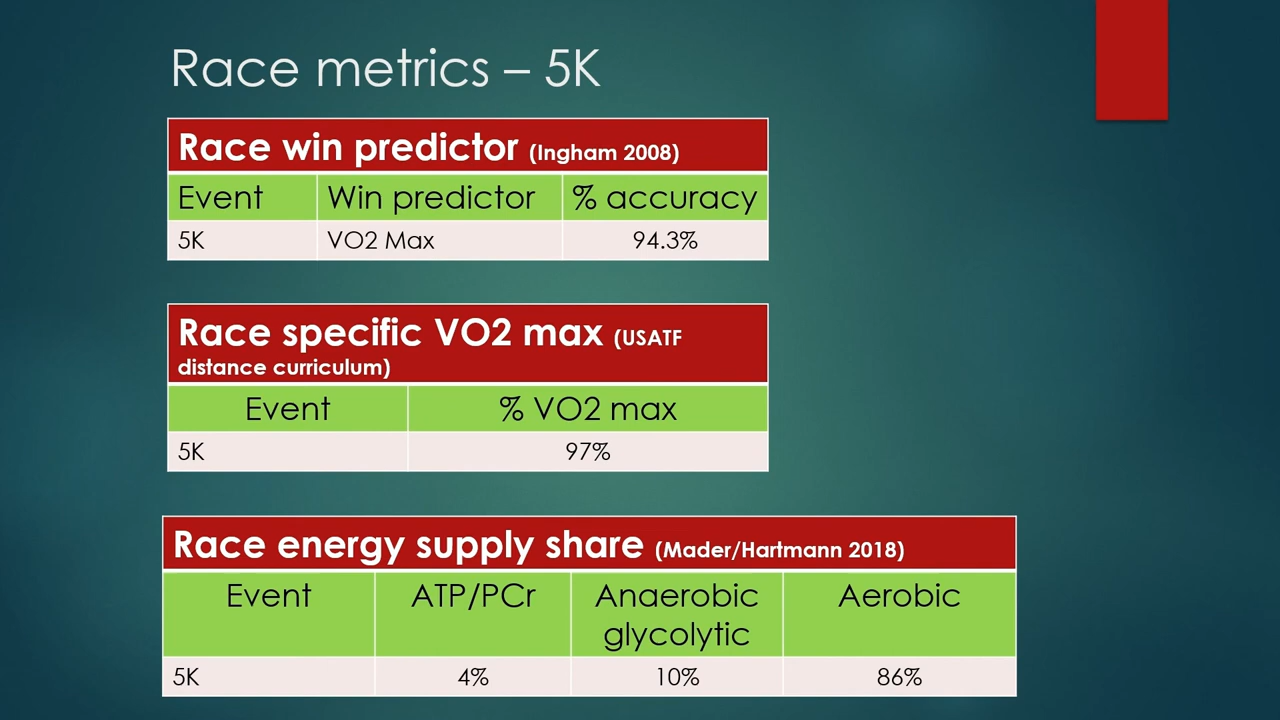 Race metrics – 5K
Race win predictor (Ingham 2008)
Event Win predictor % accuracy
5K VO2 Max 94.3%
Race specific VO2 max (USATF
distance curriculum)
Event % VO2 max
5K 97%
Race energy supply share (Mader/Hartmann 2018)
Event ATP/PCr Anaerobic Aerobic
glycolytic
5K 4% 10% 86%